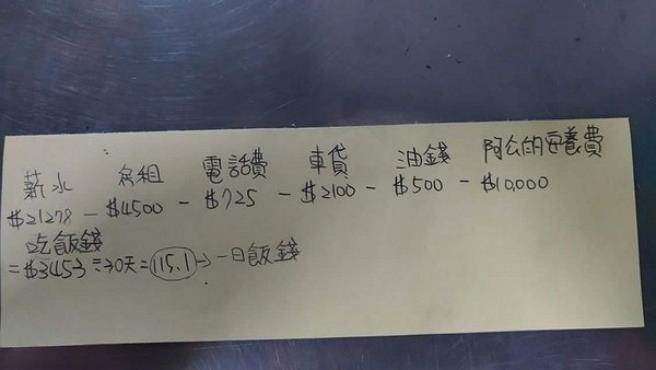 薪水 房租 電話費 車貸 油錢 阿公的安養費
$21278 - $4500 - $725 - $2100 - $500 - $10,000
吃飯錢
= $3453 ÷ 30天 = 115.1 → 一日飯錢